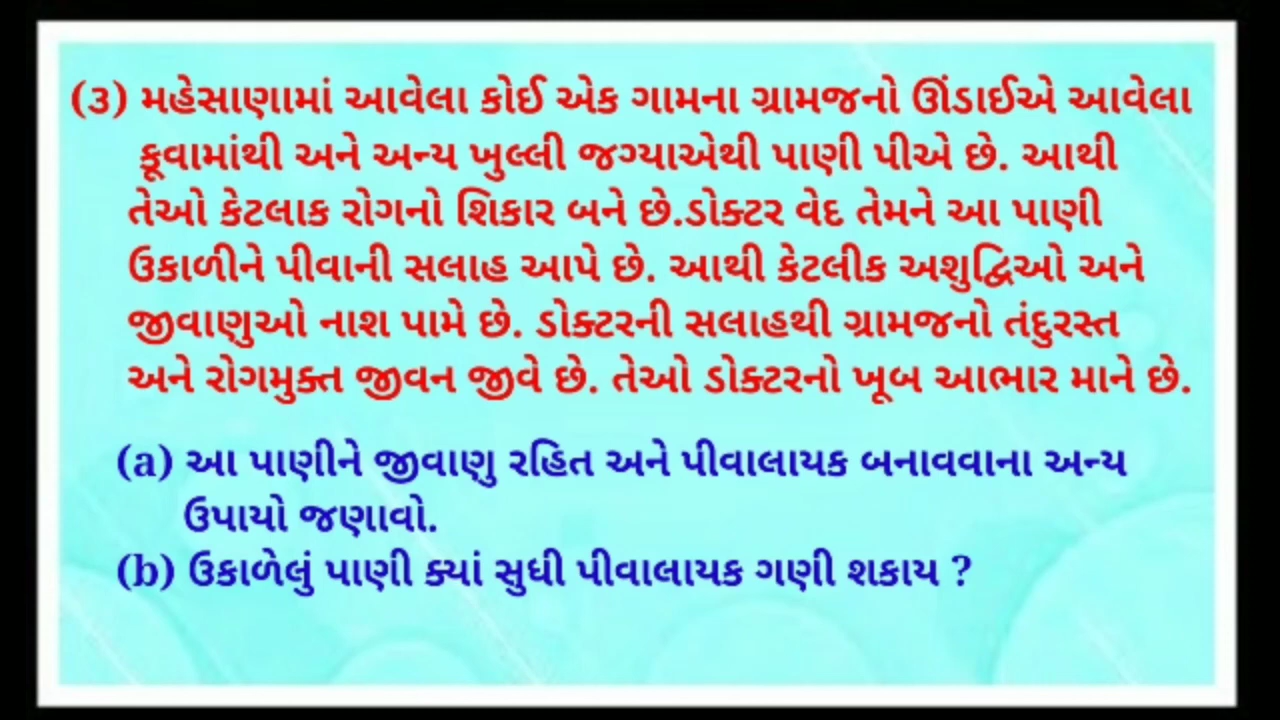 (૩) મહેસાણામાં આવેલા કોઈ એક ગામના ગ્રામજનો ઊંડાઈએ આવેલા
કૂવામાંથી અને અન્ય ખુલ્લી જગ્યાએથી પાણી પીએ છે. આથી
તેઓ કેટલાક રોગનો શિકાર બને છે.ડોક્ટર વેદ તેમને આ પાણી
ઉકાળીને પીવાની સલાહ આપે છે. આથી કેટલીક અશુદ્વિઓ અને
જીવાણુઓ નાશ પામે છે. ડોક્ટરની સલાહથી ગ્રામજનો તંદુરસ્ત
અને રોગમુક્ત જીવન જીવે છે. તેઓ ડોક્ટરનો ખૂબ આભાર માને છે.
(a) આ પાણીને જીવાણુ રહિત અને પીવાલાયક બનાવવાના અન્ય
ઉપાયો જણાવો.
(b) ઉકાળેલું પાણી ક્યાં સુધી પીવાલાયક ગણી શકાય ?